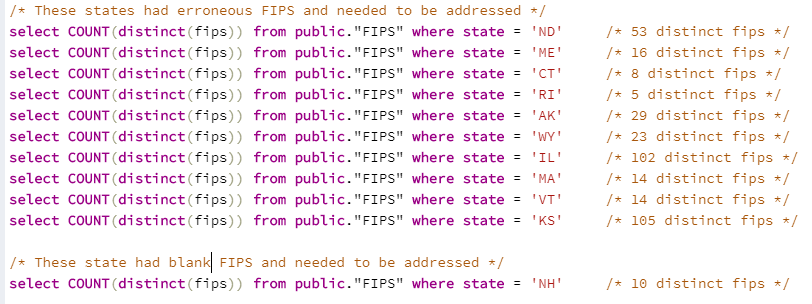 /* These states had erroneous FIPS and needed to be addressed */
select COUNT(distinct(fips)) from public."FIPS" where state = 'ND' /* 53 distinct fips */
select COUNT(distinct(fips)) from public."FIPS" where state = 'ME' /* 16 distinct fips */
select COUNT(distinct(fips)) from public."FIPS" where state = 'CT' /* 8 distinct fips */
select COUNT(distinct(fips)) from public."FIPS" where state = 'RI' /* 5 distinct fips */
select COUNT(distinct(fips)) from public."FIPS" where state = 'AK' /* 29 distinct fips */
select COUNT(distinct(fips)) from public."FIPS" where state = 'WY' /* 23 distinct fips */
select COUNT(distinct(fips)) from public."FIPS" where state = 'IL' /* 102 distinct fips */
select COUNT(distinct(fips)) from public."FIPS" where state = 'MA' /* 14 distinct fips */
select COUNT(distinct(fips)) from public."FIPS" where state = 'VT' /* 14 distinct fips */
select COUNT(distinct(fips)) from public."FIPS" where state = 'KS' /* 105 distinct fips */
/* These state had blank FIPS and needed to be addressed */
select COUNT(distinct(fips)) from public."FIPS" where state = 'NH' /* 10 distinct fips */